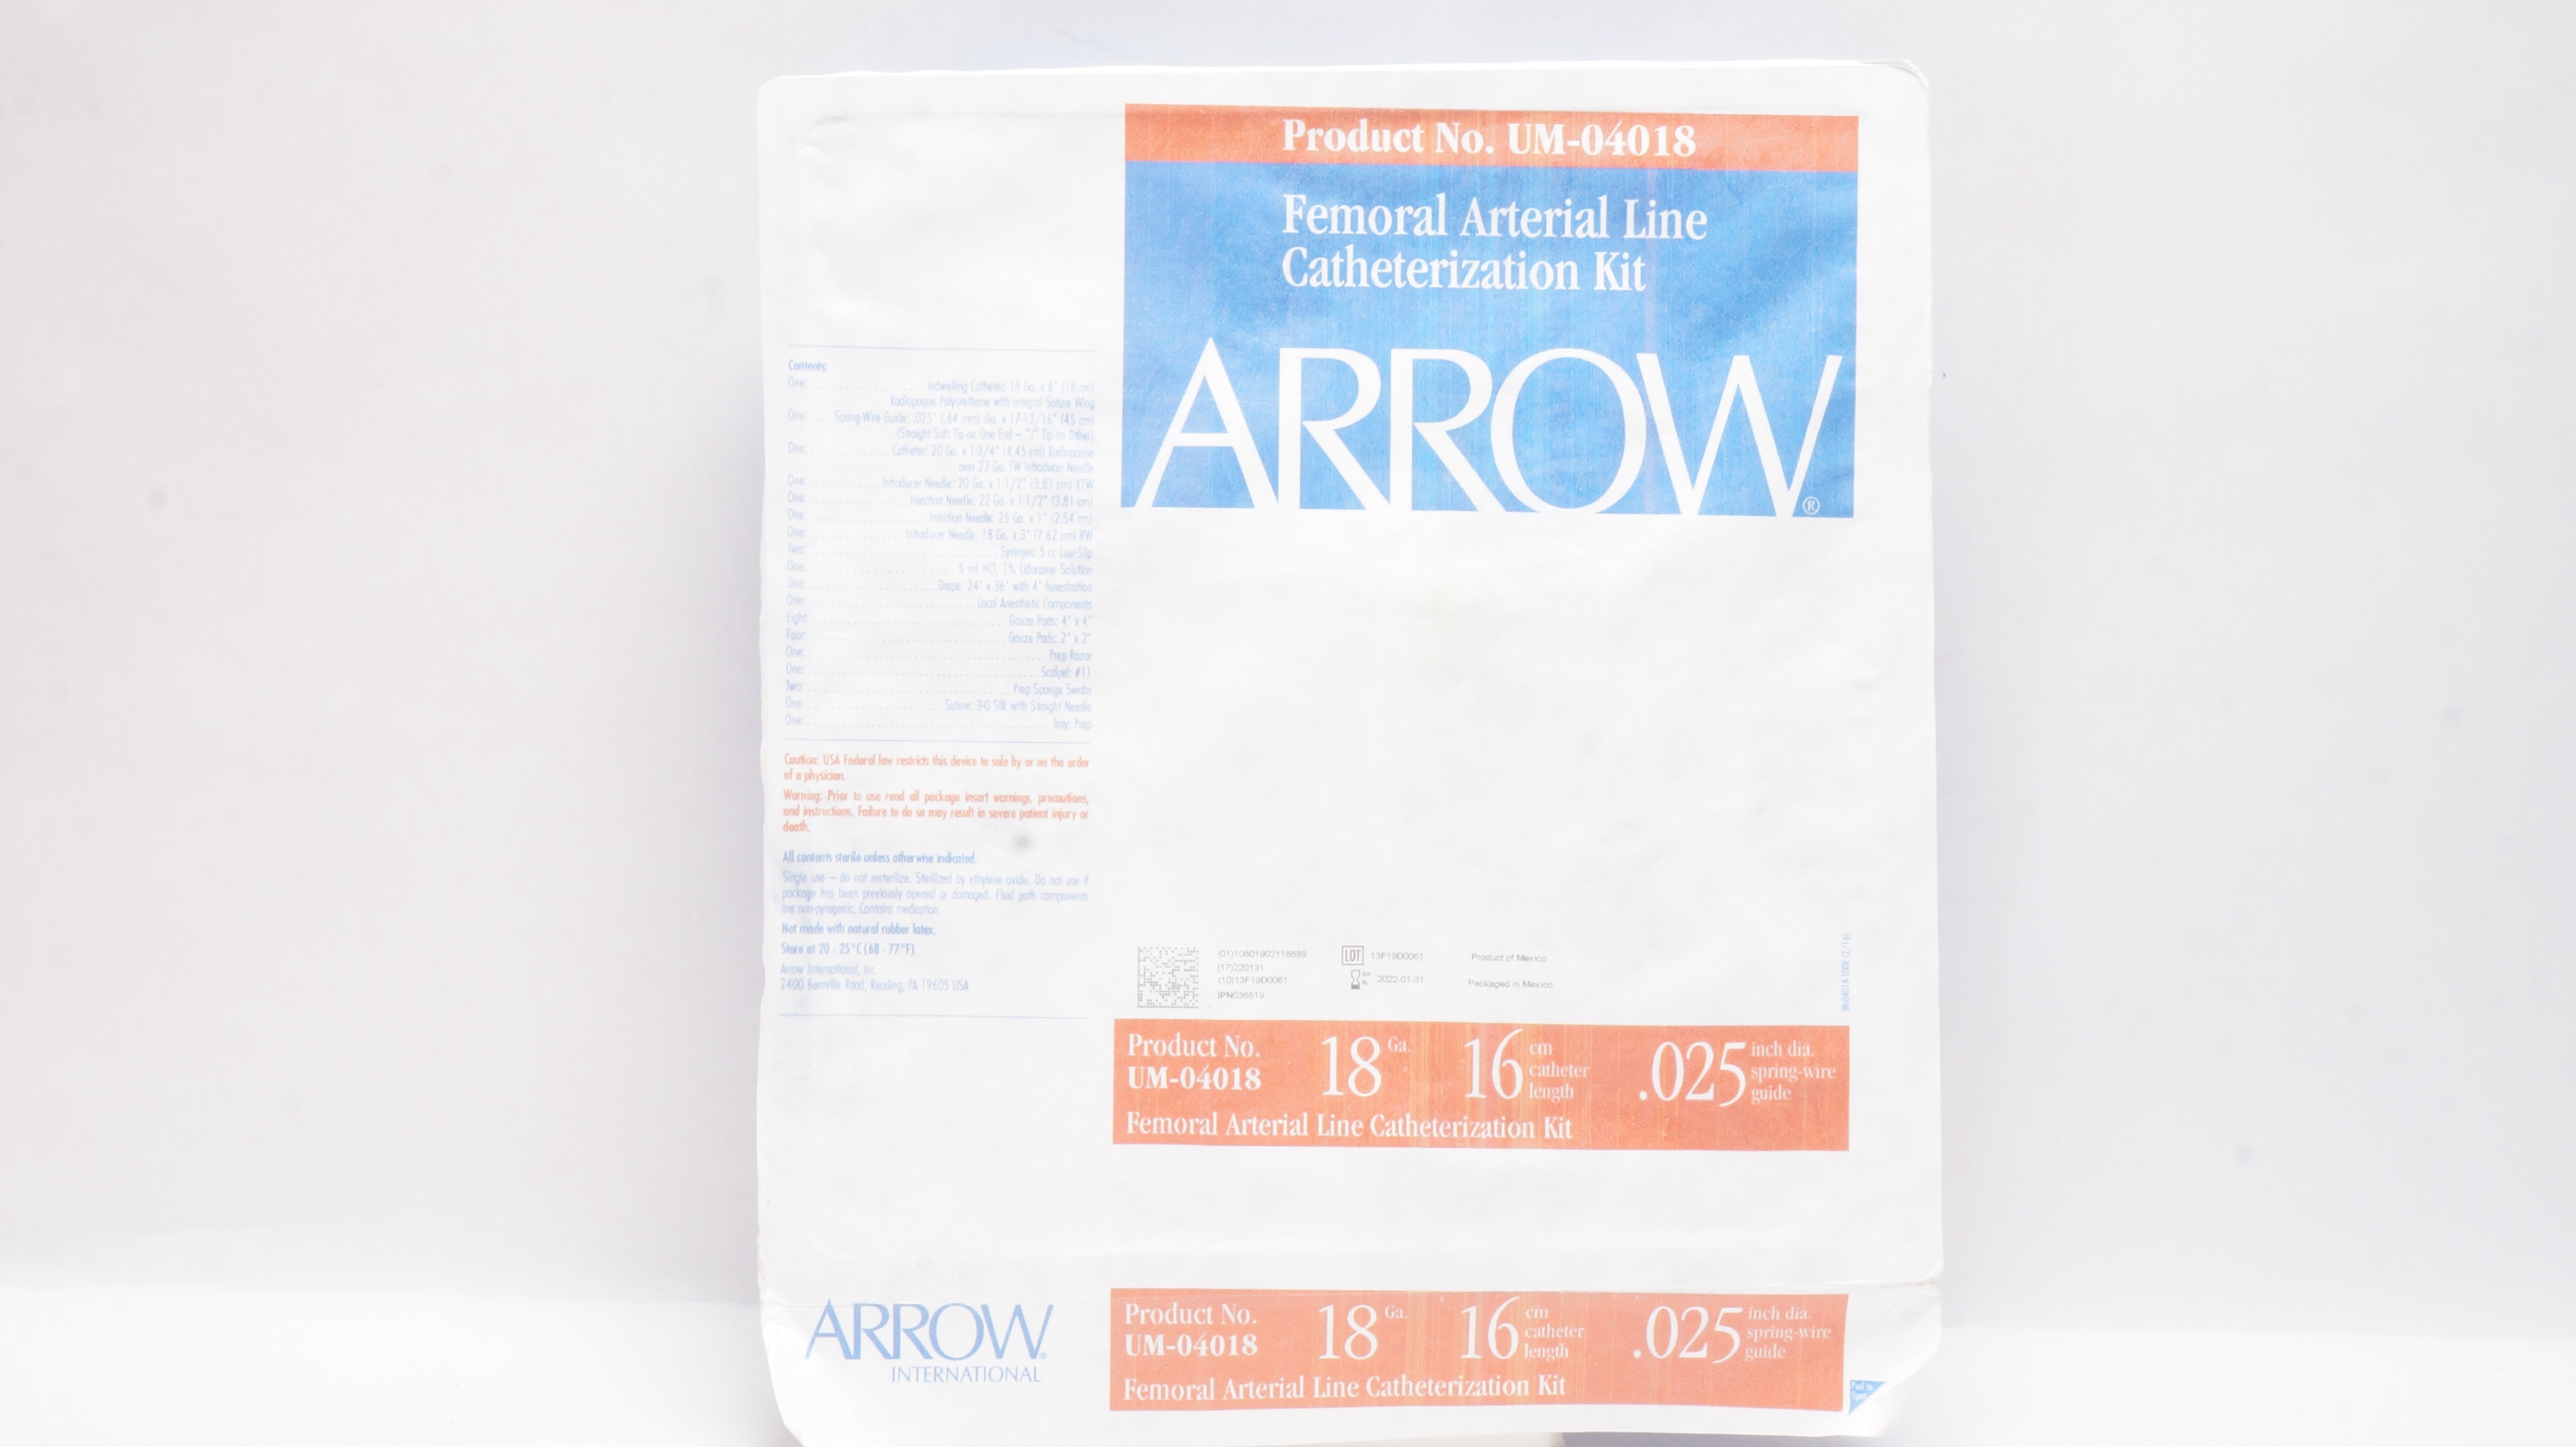 Product No. UM-04018
Femoral Arterial Line
Catheterization Kit
ARROW®
Contents:
One: Indwelling Catheter: 18 Ga. x 6" (16 cm)
Radiopaque Polyurethane with Integral Suture Wing
One: Spring-Wire Guide: .025" (.64 mm) dia. x 17-13/16" (45 cm)
(Straight Soft Tip on One End – "J" Tip on Other)
One: Catheter: 20 Ga. x 1-3/4" (4.45 cm) Radiopaque
over 22 Ga. TW Introducer Needle
One: Introducer Needle: 20 Ga. x 1-1/2" (3.81 cm) XTW
One: Injection Needle: 22 Ga. x 1-1/2" (3.81 cm)
One: Injection Needle: 25 Ga. x 1" (2.54 cm)
One: Introducer Needle: 18 Ga. x 3" (7.62 cm) RW
Two: Syringes: 5 cc Luer-Slip
One: 5 ml HCl, 1% Lidocaine Solution
One: Drape: 24" x 36" with 4" fenestration
One: Local Anesthetic Components
Eight: Gauze Pads: 4" x 4"
Four: Gauze Pads: 2" x 2"
One: Prep Razor
One: Scalpel: #11
Two: Prep Sponge Swabs
One: Suture: 3-0 Silk with Straight Needle
One: Tray: Prep
Caution: USA Federal law restricts this device to sale by or on the order
of a physician.
Warning: Prior to use read all package insert warnings, precautions,
and instructions. Failure to do so may result in severe patient injury or
death.
All contents sterile unless otherwise indicated.
Single use – do not resterilize. Sterilized by ethylene oxide. Do not use if
package has been previously opened or damaged. Fluid path components
are non-pyrogenic. Contains medication.
Not made with natural rubber latex.
Store at 20 - 25°C (68 - 77°F).
Arrow International, Inc.
2400 Bernville Road, Reading, PA 19605 USA
(01)10801902118889
(17)220131
(10)13F19D0061
IPN036819
LOT 13F19D0061
2022-01-31
Product of Mexico
Packaged in Mexico
Product No. UM-04018 18 Ga. 16 cm catheter length .025 inch dia. spring-wire guide
Femoral Arterial Line Catheterization Kit
ARROW®
INTERNATIONAL
Product No. UM-04018 18 Ga. 16 cm catheter length .025 inch dia. spring-wire guide
Femoral Arterial Line Catheterization Kit
Peel to
Open